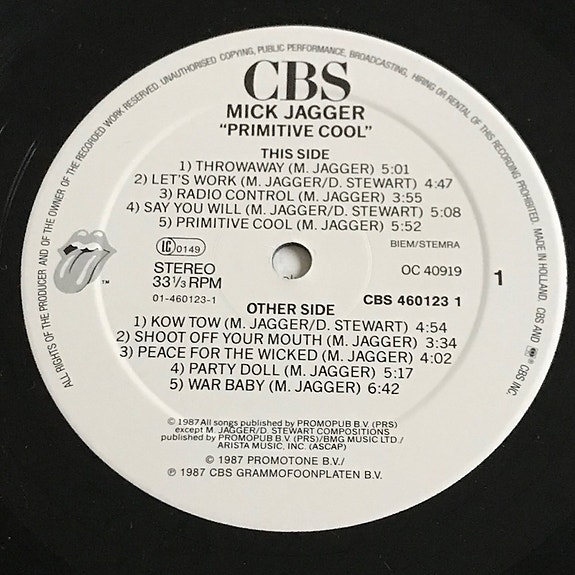 ALL RIGHTS OF THE PRODUCER AND OF THE OWNER OF THE RECORDED WORK RESERVED. UNAUTHORISED COPYING, PUBLIC PERFORMANCE, BROADCASTING, HIRING OR RENTAL OF THIS RECORDING PROHIBITED. MADE IN HOLLAND. CBS AND CBS INC.
CBS
MICK JAGGER
"PRIMITIVE COOL"
THIS SIDE
1) THROWAWAY (M. JAGGER) 5:01
2) LET'S WORK (M. JAGGER/D. STEWART) 4:47
3) RADIO CONTROL (M. JAGGER) 3:55
4) SAY YOU WILL (M. JAGGER/D. STEWART) 5:08
5) PRIMITIVE COOL (M. JAGGER) 5:52
LC 0149
BIEM/STEMRA
STEREO
33⅓ RPM
OC 40919
1
01-460123-1
CBS 460123 1
TM
OTHER SIDE
1) KOW TOW (M. JAGGER/D. STEWART) 4:54
2) SHOOT OFF YOUR MOUTH (M. JAGGER) 3:34
3) PEACE FOR THE WICKED (M. JAGGER) 4:02
4) PARTY DOLL (M. JAGGER) 5:17
5) WAR BABY (M. JAGGER) 6:42
© 1987 All songs published by PROMOPUB B.V. (PRS)
except M. JAGGER/D. STEWART COMPOSITIONS
published by PROMOPUB B.V. (PRS)/BMG MUSIC LTD./
ARISTA MUSIC, INC. (ASCAP)
© 1987 PROMOTONE B.V./
℗ 1987 CBS GRAMMOFOONPLATEN B.V.